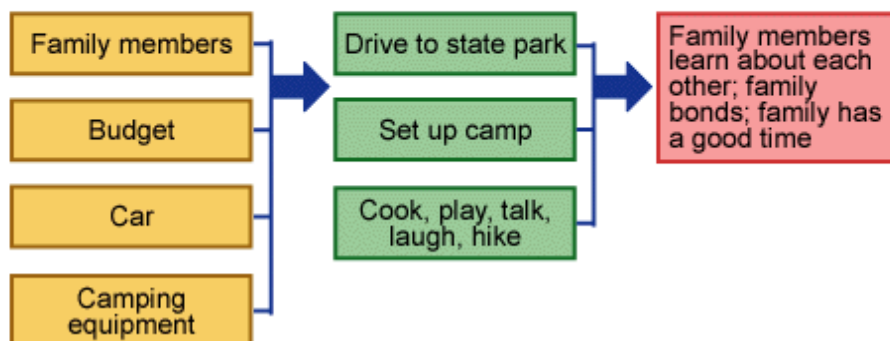 Family members
Budget
Car
Camping
equipment
Drive to state park
Set up camp
Cook, play, talk,
laugh, hike
Family members
learn about each
other; family
bonds; family has
a good time